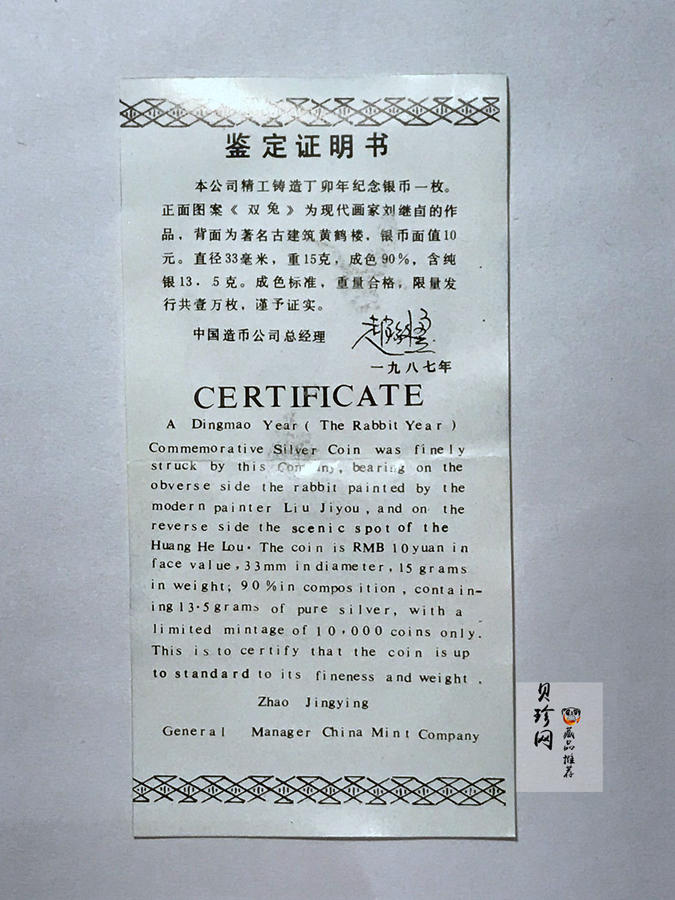 鉴定证明书
本公司精工铸造丁卯年纪念银币一枚。
正面图案《双兔》为现代画家刘继卣的作
品，背面为著名古建筑黄鹤楼，银币面值10
元。直径33毫米，重15克，成色90%，含纯
银13．5克。成色标准，重量合格，限量发
行共壹万枚，谨予证实。
中国造币公司总经理
一九八七年
CERTIFICATE
A Dingmao Year ( The Rabbit Year )
Commemorative Silver Coin was finely
struck by this Company, bearing on the
obverse side the rabbit painted by the
modern painter Liu Jiyou , and on the
reverse side the scenic spot of the
Huang He Lou · The coin is RMB 10 yuan in
face value , 33mm in diameter , 15 grams
in weight; 90% in composition , contain-
ing 13·5 grams of pure silver, with a
limited mintage of 10,000 coins only.
This is to certify that the coin is up
to standard to its fineness and weight .
Zhao Jingying
General Manager China Mint Company
贝珍网
藏品推荐